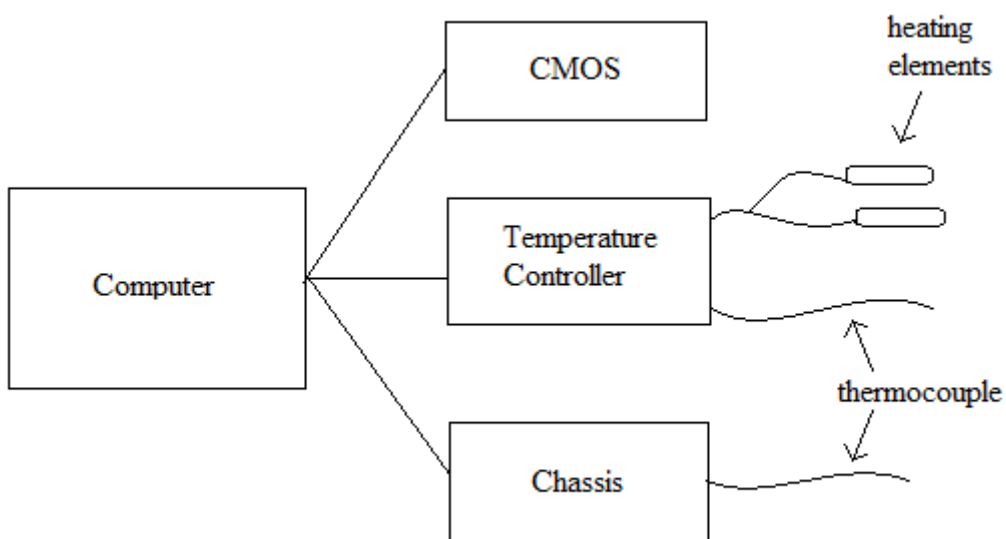 heating
elements
CMOS
Temperature
Controller
Computer
thermocouple
Chassis